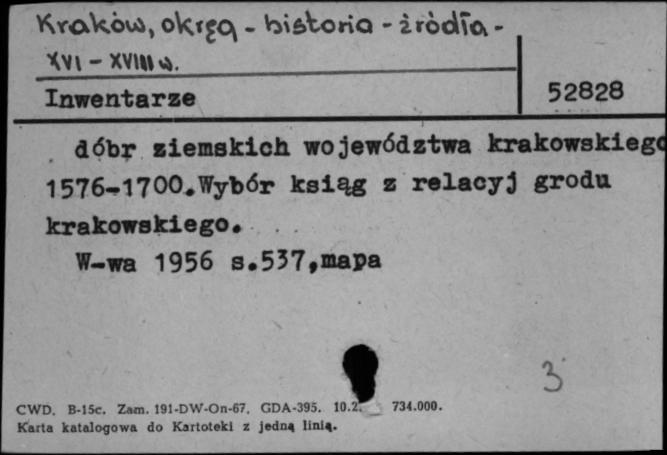 Kraków, okręg - historia - źródła -
XVI - XVIII w.
Inwentarze
52828
dóbr ziemskich województwa krakowskiego
1576-1700.Wybór ksiąg z relacyj grodu
krakowskiego.
W-wa 1956 s.537,mapa
3
CWD. B-15c. Zam. 191-DW-On-67. GDA-395. 10.2. 734.000.
Karta katalogowa do Kartoteki z jedną linią.